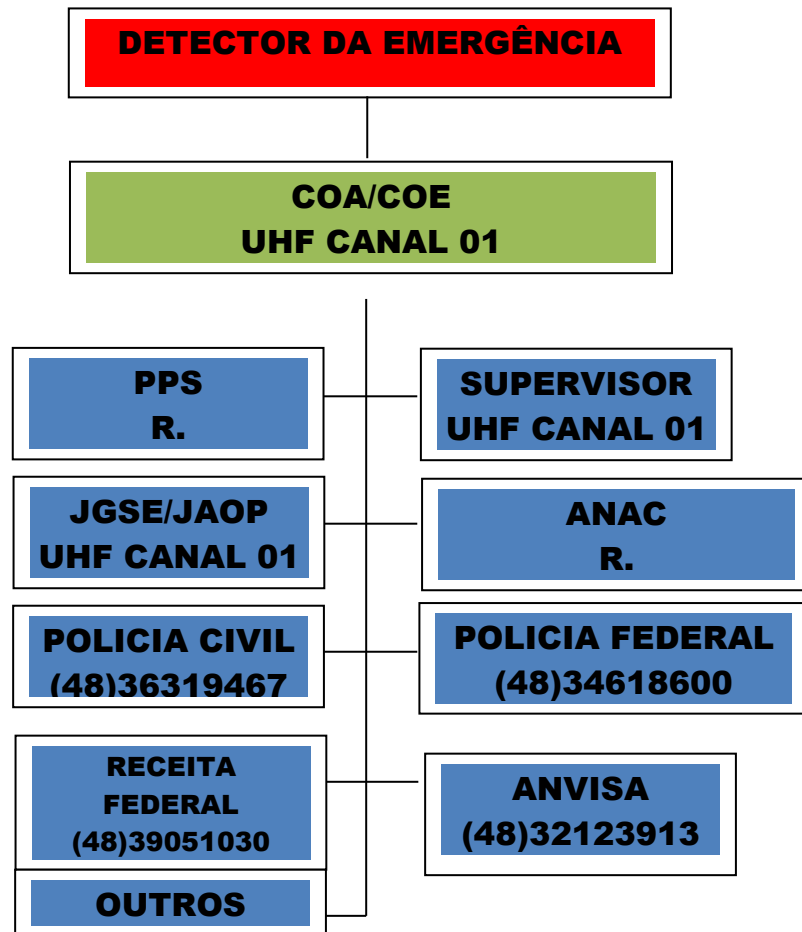 DETECTOR DA EMERGÊNCIA
COA/COE
UHF CANAL 01
PPS
R.
SUPERVISOR
UHF CANAL 01
JGSE/JAOP
UHF CANAL 01
ANAC
R.
POLICIA CIVIL
(48)36319467
POLICIA FEDERAL
(48)34618600
RECEITA
FEDERAL
(48)39051030
ANVISA
(48)32123913
OUTROS